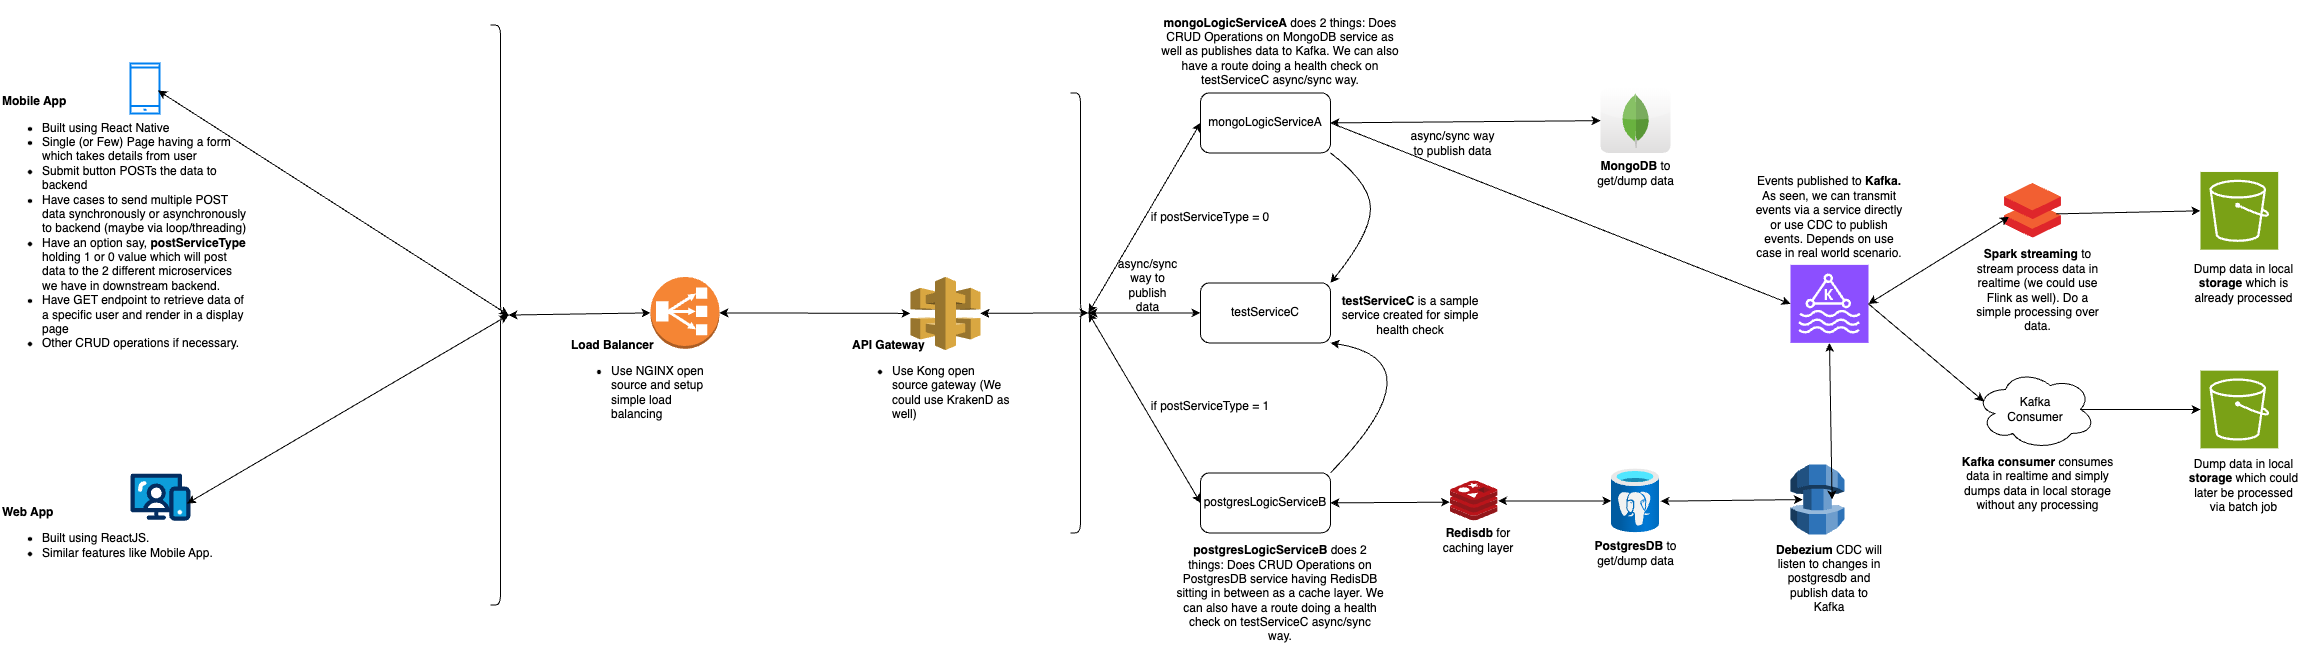 Mobile App
• Built using React Native
• Single (or Few) Page having a form
which takes details from user
• Submit button POSTs the data to
backend
• Have cases to send multiple POST
data synchronously or asynchronously
to backend (maybe via loop/threading)
• Have an option say, postServiceType
holding 1 or 0 value which will post
data to the 2 different microservices
we have in downstream backend.
• Have GET endpoint to retrieve data of
a specific user and render in a display
page
• Other CRUD operations if necessary.
Web App
• Built using ReactJS.
• Similar features like Mobile App.
Load Balancer
• Use NGINX open
source and setup
simple load
balancing
API Gateway
• Use Kong open
source gateway (We
could use KrakenD as
well)
mongoLogicServiceA does 2 things: Does
CRUD Operations on MongoDB service as
well as publishes data to Kafka. We can also
have a route doing a health check on
testServiceC async/sync way.
mongoLogicServiceA
if postServiceType = 0
async/sync
way to
publish
data
testServiceC
testServiceC is a sample
service created for simple
health check
if postServiceType = 1
postgresLogicServiceB
postgresLogicServiceB does 2
things: Does CRUD Operations on
PostgresDB service having RedisDB
sitting in between as a cache layer. We
can also have a route doing a health
check on testServiceC async/sync
way.
async/sync way
to publish data
MongoDB to
get/dump data
Redisdb for
caching layer
PostgresDB to
get/dump data
Events published to Kafka.
As seen, we can transmit
events via a service directly
or use CDC to publish
events. Depends on use
case in real world scenario.
K
Debezium CDC will
listen to changes in
postgresdb and
publish data to
Kafka
Spark streaming to
stream process data in
realtime (we could use
Flink as well). Do a
simple processing over
data.
Dump data in local
storage which is
already processed
Kafka
Consumer
Kafka consumer consumes
data in realtime and simply
dumps data in local storage
without any processing
Dump data in local
storage which could
later be processed
via batch job